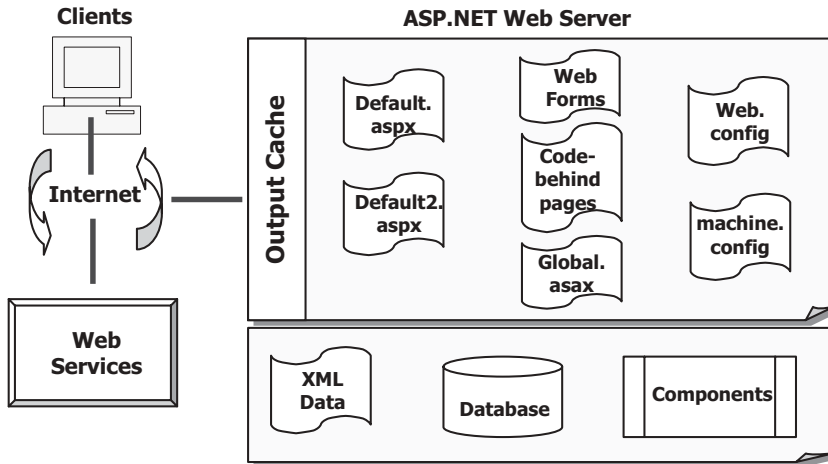 Clients
ASP.NET Web Server
Internet
Web
Services
Output Cache
Default.
aspx
Default2.
aspx
Web
Forms
Code-
behind
pages
Global.
asax
Web.
config
machine.
config
XML
Data
Database
Components